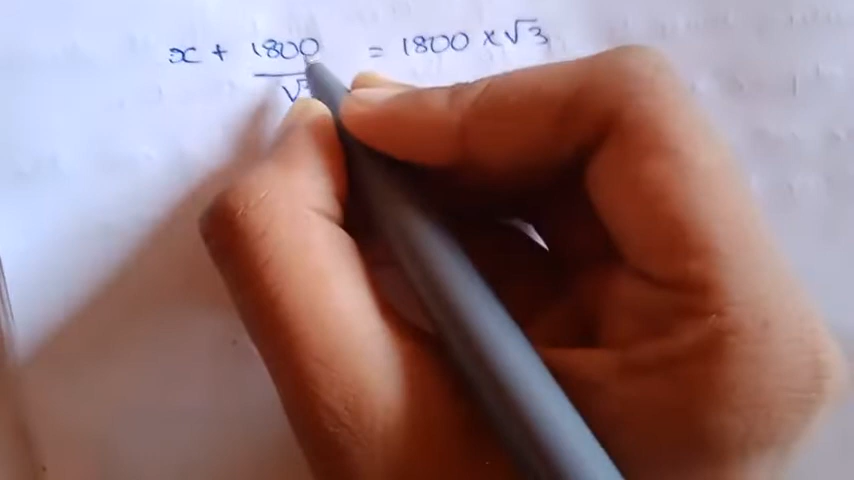 x + 1800 = 1800 × √3
√